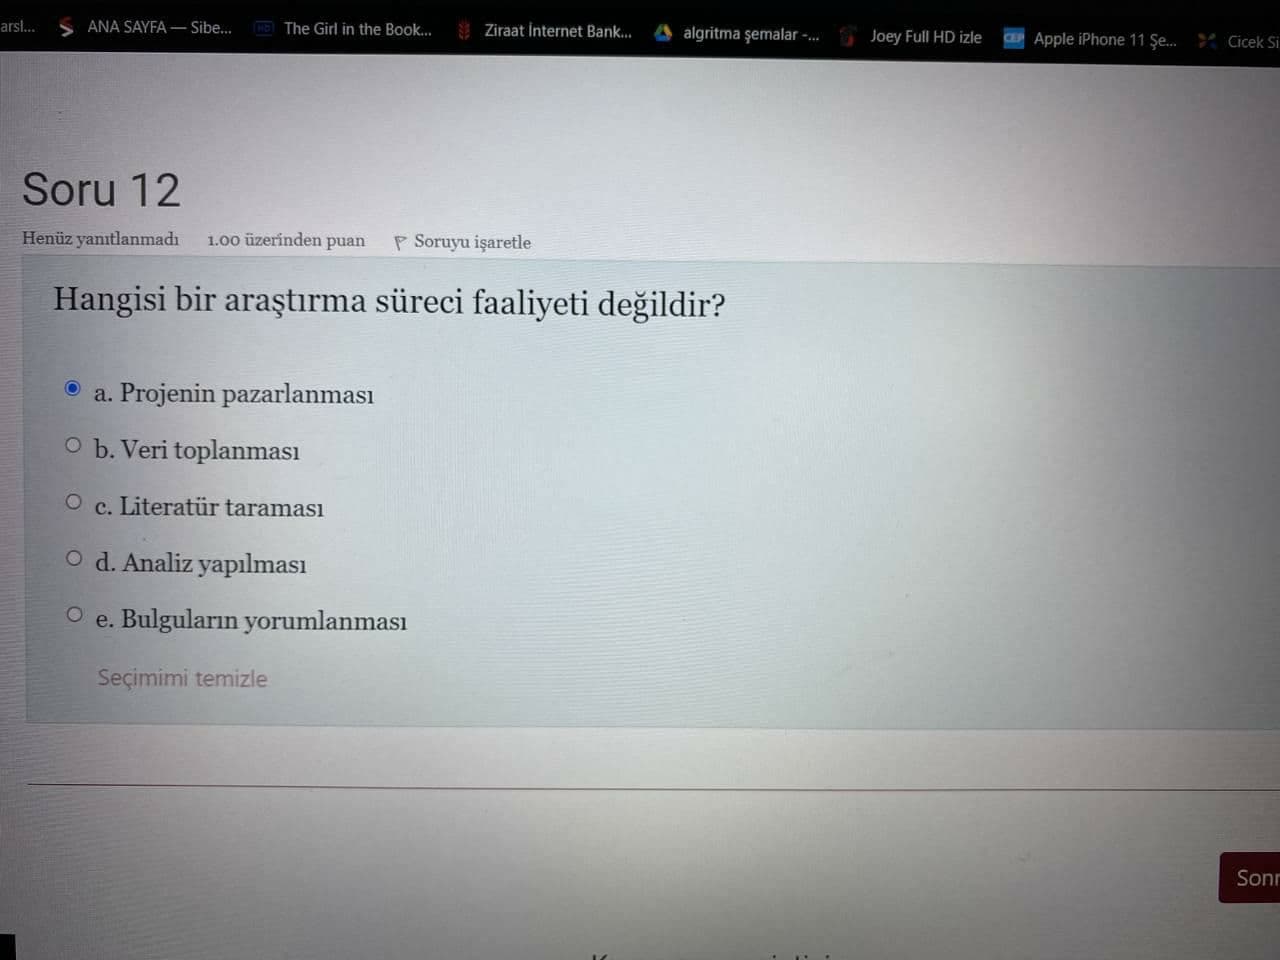 arsl...
ANA SAYFA — Sibe...
The Girl in the Book...
Ziraat İnternet Bank...
algritma şemalar -...
Joey Full HD izle
CEP
Apple iPhone 11 Şe...
Cicek Si
Soru 12
Henüz yanıtlanmadı
1.00 üzerinden puan
Soruyu işaretle
Hangisi bir araştırma süreci faaliyeti değildir?
a. Projenin pazarlanması
b. Veri toplanması
c. Literatür taraması
d. Analiz yapılması
e. Bulguların yorumlanması
Seçimimi temizle
Sonr